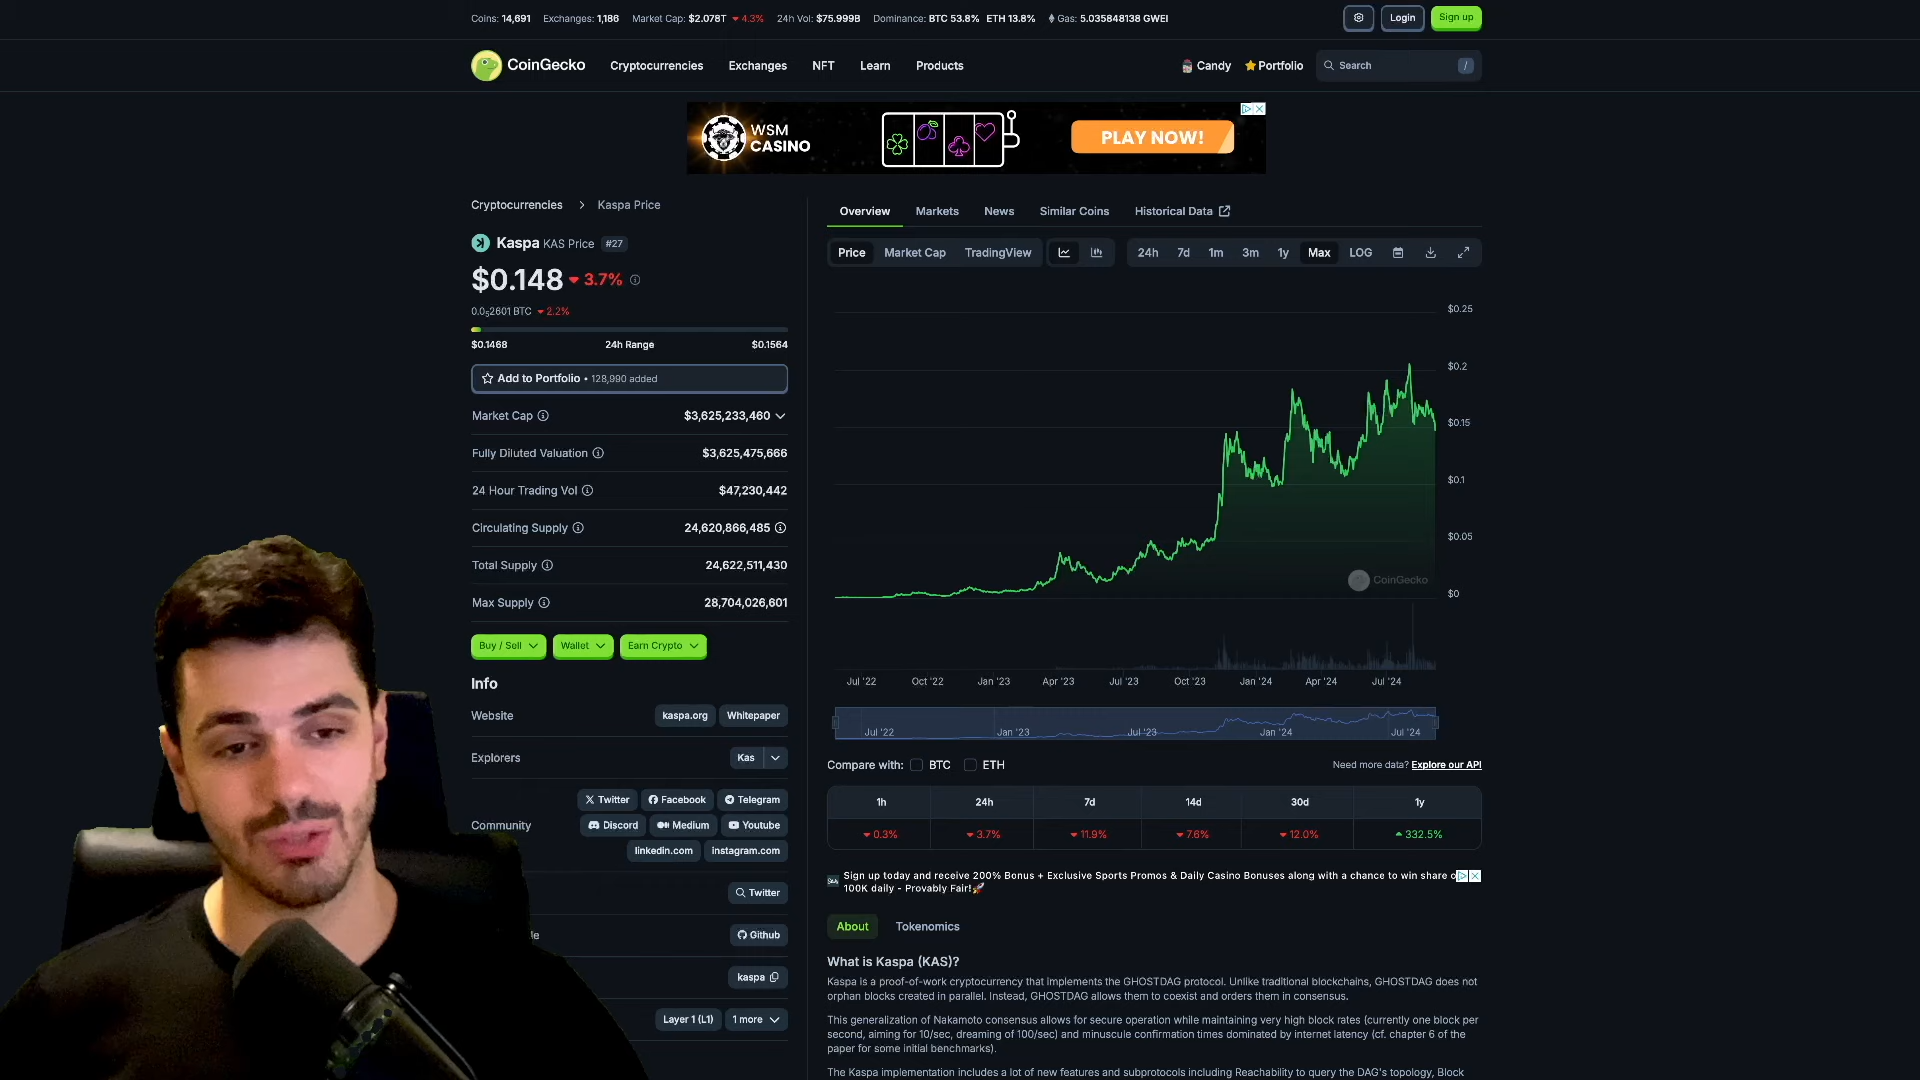 Coins: 14,691 Exchanges: 1,186 Market Cap: $2.078T 4.3% 24h Vol: $75.999B Dominance: BTC 53.8% ETH 13.8% Gas: 5.035848138 GWEI
Login
Sign up
CoinGecko
Cryptocurrencies Exchanges NFT Learn Products
Candy Portfolio
Search /
WSM
CASINO
PLAY NOW!
Cryptocurrencies > Kaspa Price
Kaspa KAS Price #27
$0.148 3.7%
0.0₅2601 BTC 2.2%
$0.1468 24h Range $0.1564
Add to Portfolio • 128,990 added
Market Cap $3,625,233,460
Fully Diluted Valuation $3,625,475,666
24 Hour Trading Vol $47,230,442
Circulating Supply 24,620,866,485
Total Supply 24,622,511,430
Max Supply 28,704,026,601
Buy / Sell Wallet Earn Crypto
Info
Website kaspa.org Whitepaper
Explorers Kas
Community Twitter Facebook Telegram
Discord Medium Youtube
linkedin.com instagram.com
Twitter
Github
kaspa
Layer 1 (L1) 1 more
Overview Markets News Similar Coins Historical Data
Price Market Cap TradingView 24h 7d 1m 3m 1y Max LOG
$0.25
$0.2
$0.15
$0.1
$0.05
$0
CoinGecko
Jul '22 Oct '22 Jan '23 Apr '23 Jul '23 Oct '23 Jan '24 Apr '24 Jul '24
Jul '22 Jan '23 Jul '23 Jan '24 Jul '24
Compare with: BTC ETH
Need more data? Explore our API
1h 24h 7d 14d 30d 1y
0.3% 3.7% 11.9% 7.6% 12.0% 332.5%
Sign up today and receive 200% Bonus + Exclusive Sports Promos & Daily Casino Bonuses along with a chance to win share o
100K daily - Provably Fair!🚀
About Tokenomics
What is Kaspa (KAS)?
Kaspa is a proof-of-work cryptocurrency that implements the GHOSTDAG protocol. Unlike traditional blockchains, GHOSTDAG does not
orphan blocks created in parallel. Instead, GHOSTDAG allows them to coexist and orders them in consensus.
This generalization of Nakamoto consensus allows for secure operation while maintaining very high block rates (currently one block per
second, aiming for 10/sec, dreaming of 100/sec) and minuscule confirmation times dominated by internet latency (cf. chapter 6 of the
paper for some initial benchmarks).
The Kaspa implementation includes a lot of new features and subprotocols including Reachability to query the DAG's topology, Block